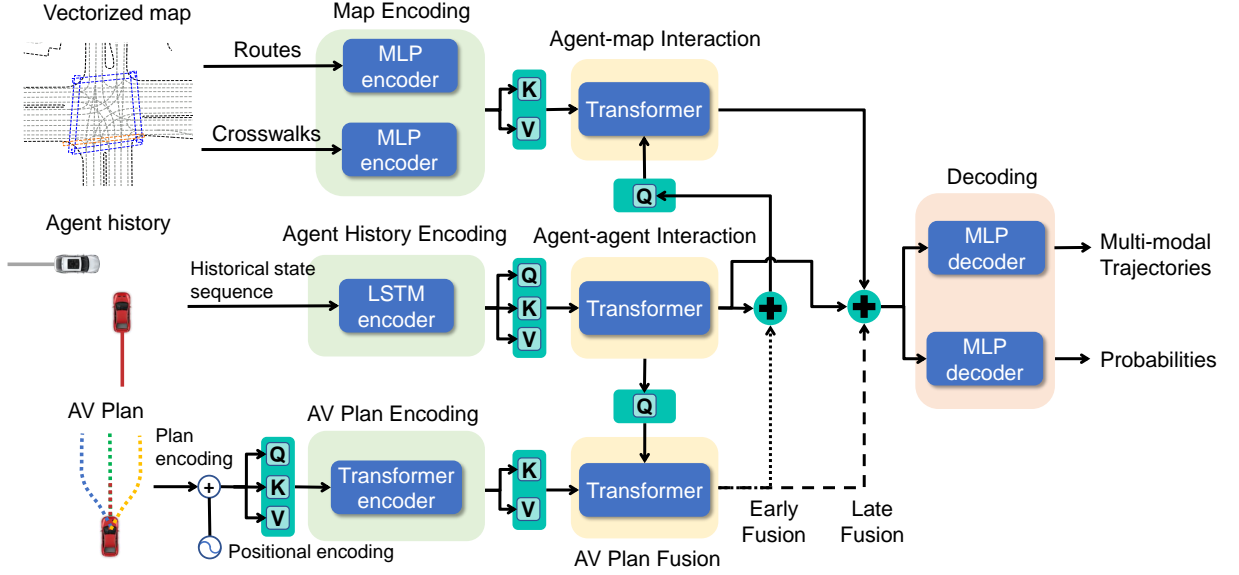 Vectorized map
Map Encoding
Routes
MLP
encoder
Agent-map Interaction
K
V
Transformer
Crosswalks
MLP
encoder
Q
Decoding
Agent history
Agent History Encoding
Agent-agent Interaction
Historical state
sequence
LSTM
encoder
Q
K
V
Transformer
MLP
decoder
Multi-modal
Trajectories
MLP
decoder
Probabilities
Q
AV Plan
AV Plan Encoding
Plan
encoding
Q
K
V
Transformer
encoder
K
V
Transformer
Early
Fusion
Late
Fusion
Positional encoding
AV Plan Fusion